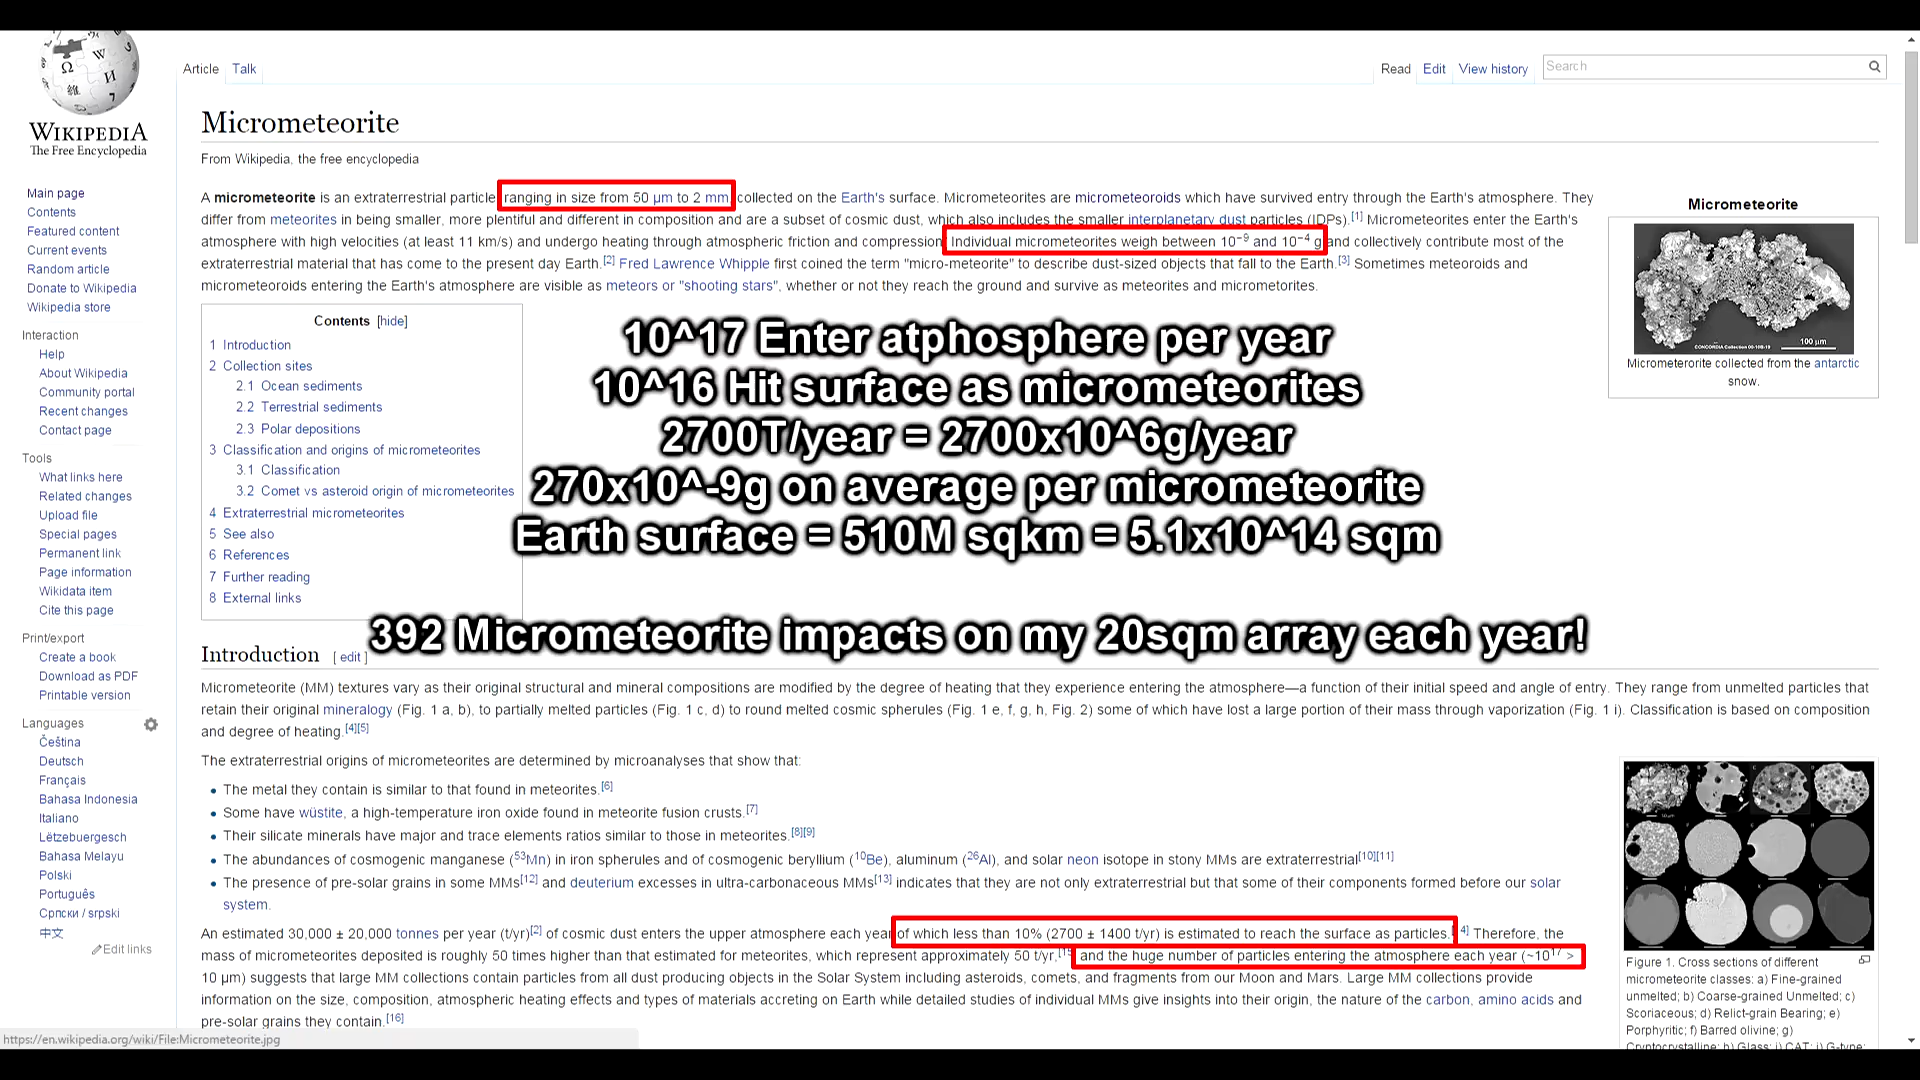 Article Talk
Read Edit View history Search
WIKIPEDIA
The Free Encyclopedia
Main page
Contents
Featured content
Current events
Random article
Donate to Wikipedia
Wikipedia store
Interaction
Help
About Wikipedia
Community portal
Recent changes
Contact page
Tools
What links here
Related changes
Upload file
Special pages
Permanent link
Page information
Wikidata item
Cite this page
Print/export
Create a book
Download as PDF
Printable version
Languages
Čeština
Deutsch
Français
Bahasa Indonesia
Italiano
Lëtzebuergesch
Bahasa Melayu
Polski
Português
Српски / srpski
中文
Edit links
Micrometeorite
From Wikipedia, the free encyclopedia
A micrometeorite is an extraterrestrial particle, ranging in size from 50 µm to 2 mm, collected on the Earth's surface. Micrometeorites are micrometeoroids which have survived entry through the Earth's atmosphere. They
differ from meteorites in being smaller, more plentiful and different in composition and are a subset of cosmic dust, which also includes the smaller interplanetary dust particles (IDPs).[1] Micrometeorites enter the Earth's
atmosphere with high velocities (at least 11 km/s) and undergo heating through atmospheric friction and compression. Individual micrometeorites weigh between 10−9 and 10−4 g and collectively contribute most of the
extraterrestrial material that has come to the present day Earth.[2] Fred Lawrence Whipple first coined the term "micro-meteorite" to describe dust-sized objects that fall to the Earth.[3] Sometimes meteoroids and
micrometeoroids entering the Earth's atmosphere are visible as meteors or "shooting stars", whether or not they reach the ground and survive as meteorites and micrometorites.
Micrometeorite
CONCORDIA Collection 00-10B-19
100 µm
Micrometerorite collected from the antarctic
snow.
Contents [hide]
1 Introduction
2 Collection sites
2.1 Ocean sediments
2.2 Terrestrial sediments
2.3 Polar depositions
3 Classification and origins of micrometeorites
3.1 Classification
3.2 Comet vs asteroid origin of micrometeorites
4 Extraterrestrial micrometeorites
5 See also
6 References
7 Further reading
8 External links
10^17 Enter atphosphere per year
10^16 Hit surface as micrometeorites
2700T/year = 2700x10^6g/year
270x10^-9g on average per micrometeorite
Earth surface = 510M sqkm = 5.1x10^14 sqm
392 Micrometeorite impacts on my 20sqm array each year!
Introduction [ edit ]
Micrometeorite (MM) textures vary as their original structural and mineral compositions are modified by the degree of heating that they experience entering the atmosphere—a function of their initial speed and angle of entry. They range from unmelted particles that
retain their original mineralogy (Fig. 1 a, b), to partially melted particles (Fig. 1 c, d) to round melted cosmic spherules (Fig. 1 e, f, g, h, Fig. 2) some of which have lost a large portion of their mass through vaporization (Fig. 1 i). Classification is based on composition
and degree of heating.[4][5]
The extraterrestrial origins of micrometeorites are determined by microanalyses that show that:
• The metal they contain is similar to that found in meteorites.[6]
• Some have wüstite, a high-temperature iron oxide found in meteorite fusion crusts.[7]
• Their silicate minerals have major and trace elements ratios similar to those in meteorites.[8][9]
• The abundances of cosmogenic manganese (53Mn) in iron spherules and of cosmogenic beryllium (10Be), aluminum (26Al), and solar neon isotope in stony MMs are extraterrestrial[10][11]
• The presence of pre-solar grains in some MMs[12] and deuterium excesses in ultra-carbonaceous MMs[13] indicates that they are not only extraterrestrial but that some of their components formed before our solar
system.
An estimated 30,000 ± 20,000 tonnes per year (t/yr)[2] of cosmic dust enters the upper atmosphere each year of which less than 10% (2700 ± 1400 t/yr) is estimated to reach the surface as particles.[14] Therefore, the
mass of micrometeorites deposited is roughly 50 times higher than that estimated for meteorites, which represent approximately 50 t/yr,[15] and the huge number of particles entering the atmosphere each year (~1017 >
10 µm) suggests that large MM collections contain particles from all dust producing objects in the Solar System including asteroids, comets, and fragments from our Moon and Mars. Large MM collections provide
information on the size, composition, atmospheric heating effects and types of materials accreting on Earth while detailed studies of individual MMs give insights into their origin, the nature of the carbon, amino acids and
pre-solar grains they contain.[16]
Figure 1. Cross sections of different
micrometeorite classes: a) Fine-grained
unmelted; b) Coarse-grained Unmelted; c)
Scoriaceous; d) Relict-grain Bearing; e)
Porphyritic; f) Barred olivine; g)
Cryptocrystalline; h) Glass; i) CAT; j) G-type;
https://en.wikipedia.org/wiki/File:Micrometeorite.jpg